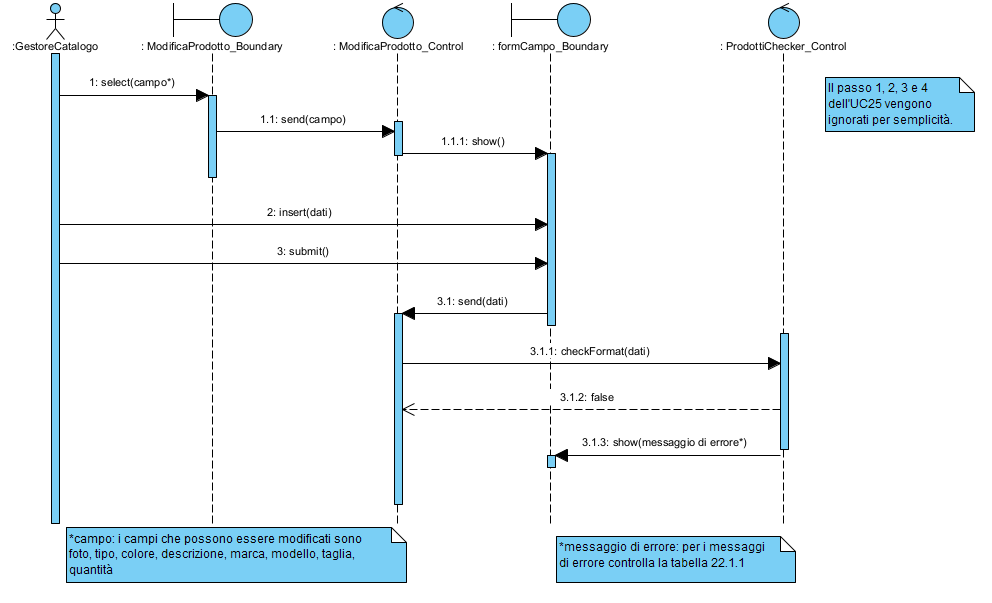 :GestoreCatalogo
: ModificaProdotto_Boundary
: ModificaProdotto_Control
: formCampo_Boundary
: ProdottiChecker_Control
1: select(campo*)
Il passo 1, 2, 3 e 4
dell'UC25 vengono
ignorati per semplicità.
1.1: send(campo)
1.1.1: show()
2: insert(dati)
3: submit()
3.1: send(dati)
3.1.1: checkFormat(dati)
3.1.2: false
3.1.3: show(messaggio di errore*)
*campo: i campi che possono essere modificati sono
foto, tipo, colore, descrizione, marca, modello, taglia,
quantità
*messaggio di errore: per i messaggi
di errore controlla la tabella 22.1.1